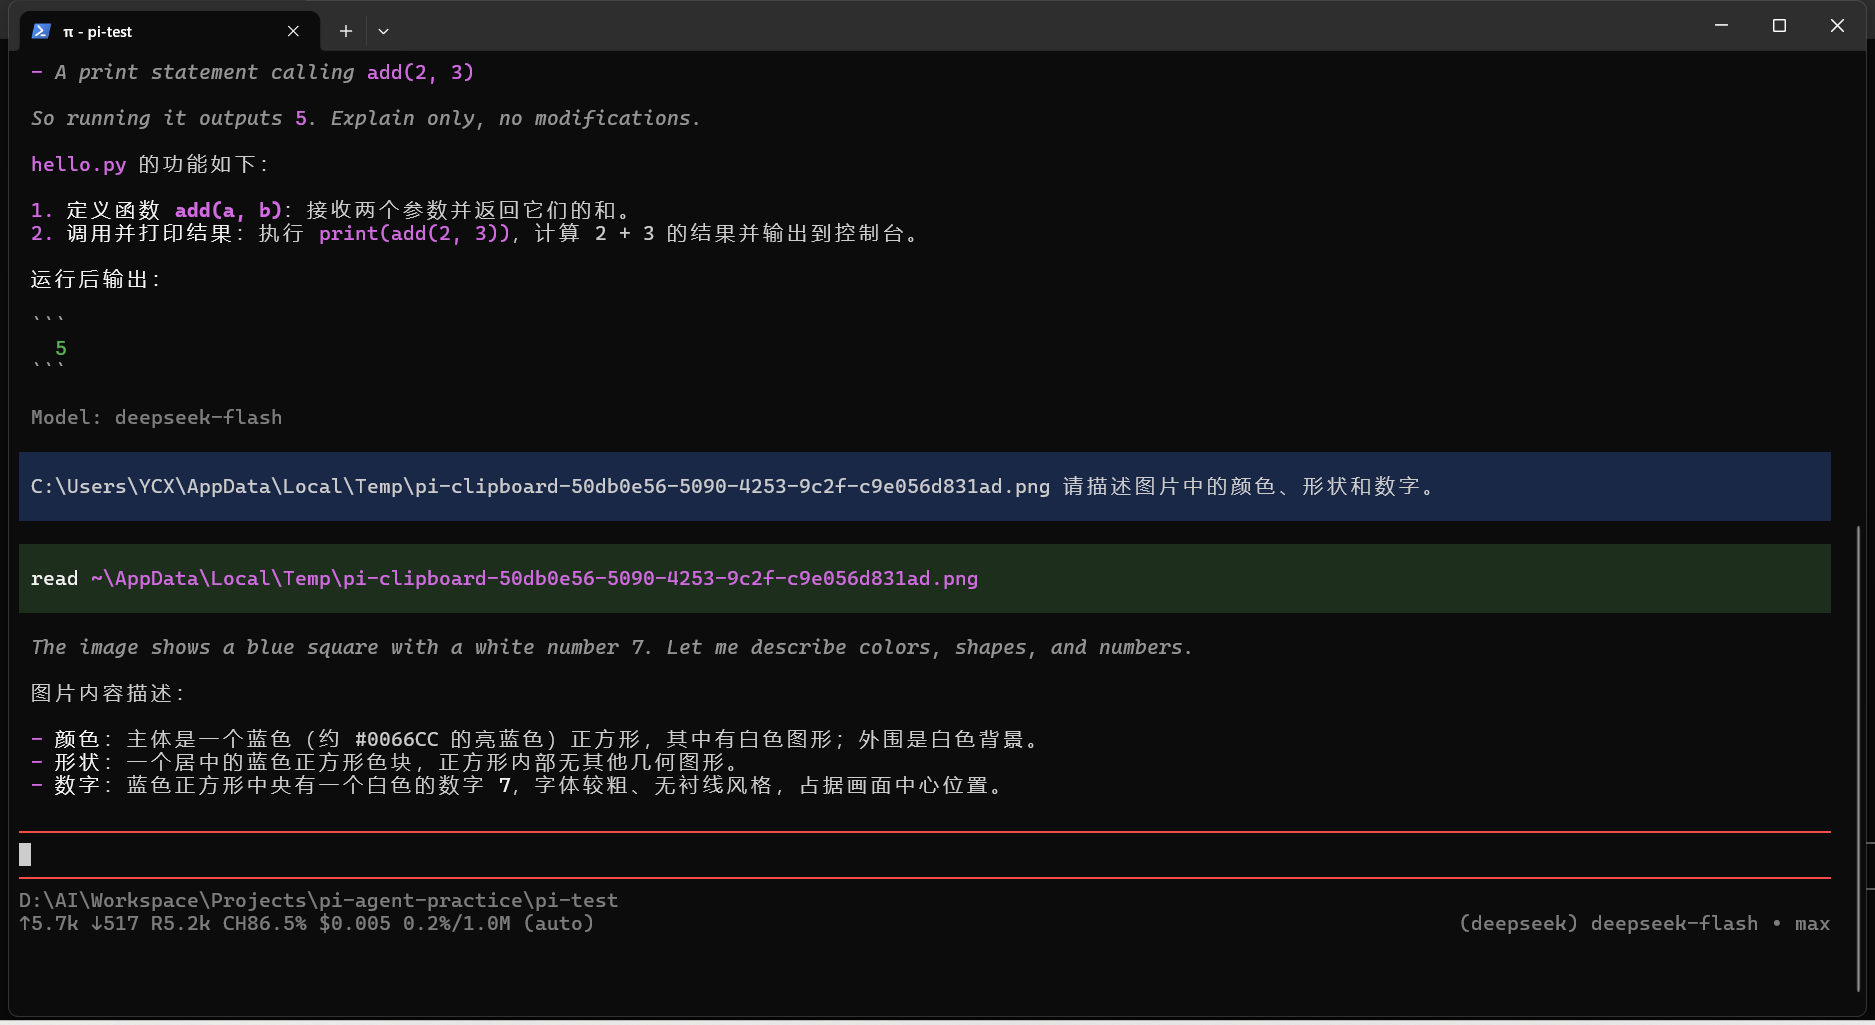 π - pi-test
- A print statement calling add(2, 3)
So running it outputs 5. Explain only, no modifications.
hello.py 的功能如下：
1. 定义函数 add(a, b)：接收两个参数并返回它们的和。
2. 调用并打印结果：执行 print(add(2, 3))，计算 2 + 3 的结果并输出到控制台。
运行后输出：
```
5
```
Model: deepseek-flash
C:\Users\YCX\AppData\Local\Temp\pi-clipboard-50db0e56-5090-4253-9c2f-c9e056d831ad.png 请描述图片中的颜色、形状和数字。
read ~\AppData\Local\Temp\pi-clipboard-50db0e56-5090-4253-9c2f-c9e056d831ad.png
The image shows a blue square with a white number 7. Let me describe colors, shapes, and numbers.
图片内容描述：
- 颜色：主体是一个蓝色（约 #0066CC 的亮蓝色）正方形，其中有白色图形；外围是白色背景。
- 形状：一个居中的蓝色正方形色块，正方形内部无其他几何图形。
- 数字：蓝色正方形中央有一个白色的数字 7，字体较粗、无衬线风格，占据画面中心位置。
D:\AI\Workspace\Projects\pi-agent-practice\pi-test
↑5.7k ↓517 R5.2k CH86.5% $0.005 0.2%/1.0M (auto) (deepseek) deepseek-flash • max